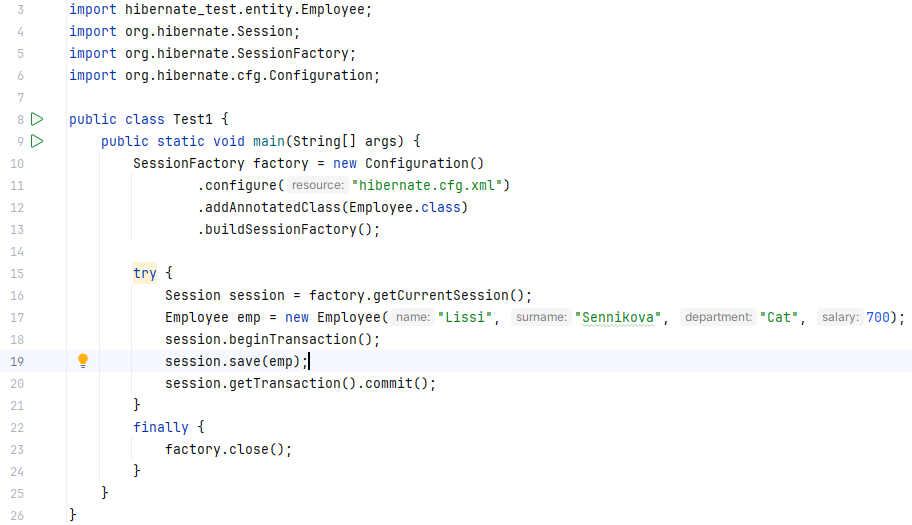 3 import hibernate_test.entity.Employee;
4 import org.hibernate.Session;
5 import org.hibernate.SessionFactory;
6 import org.hibernate.cfg.Configuration;
7
8 public class Test1 {
9 public static void main(String[] args) {
10 SessionFactory factory = new Configuration()
11 .configure( resource: "hibernate.cfg.xml")
12 .addAnnotatedClass(Employee.class)
13 .buildSessionFactory();
14
15 try {
16 Session session = factory.getCurrentSession();
17 Employee emp = new Employee( name: "Lissi", surname: "Sennikova", department: "Cat", salary: 700);
18 session.beginTransaction();
19 session.save(emp);
20 session.getTransaction().commit();
21 }
22 finally {
23 factory.close();
24 }
25 }
26 }